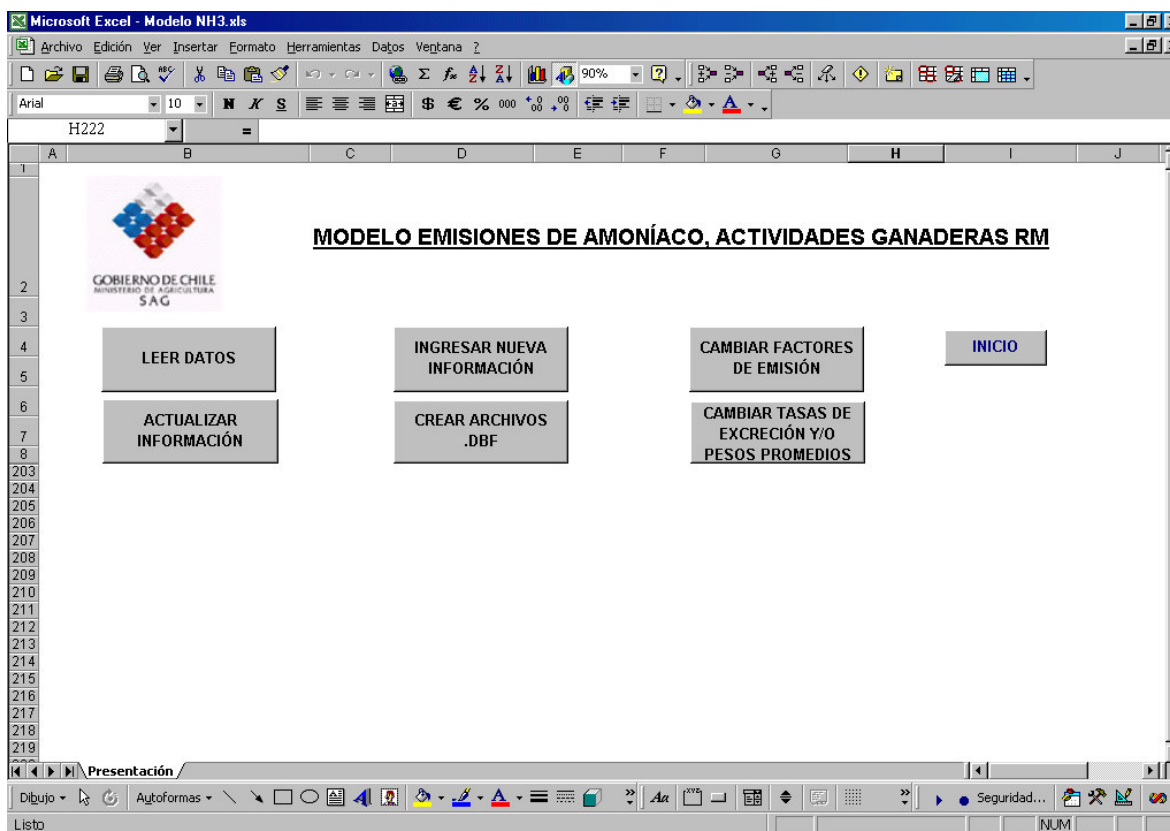 Microsoft Excel - Modelo NH3.xls
Archivo Edición Ver Insertar Formato Herramientas Datos Ventana ?
90%
Arial 10 N K S $ € % 000
H222 =
A B C D E F G H I J
1
MODELO EMISIONES DE AMONÍACO, ACTIVIDADES GANADERAS RM
GOBIERNO DE CHILE
MINISTERIO DE AGRICULTURA
SAG
2
3
4
5
6
7
8
LEER DATOS
INGRESAR NUEVA
INFORMACIÓN
CAMBIAR FACTORES
DE EMISIÓN
INICIO
ACTUALIZAR
INFORMACIÓN
CREAR ARCHIVOS
.DBF
CAMBIAR TASAS DE
EXCRECIÓN Y/O
PESOS PROMEDIOS
203
204
205
206
207
208
209
210
211
212
213
214
215
216
217
218
219
Presentación
Dibujo Autoformas Seguridad...
Listo NUM